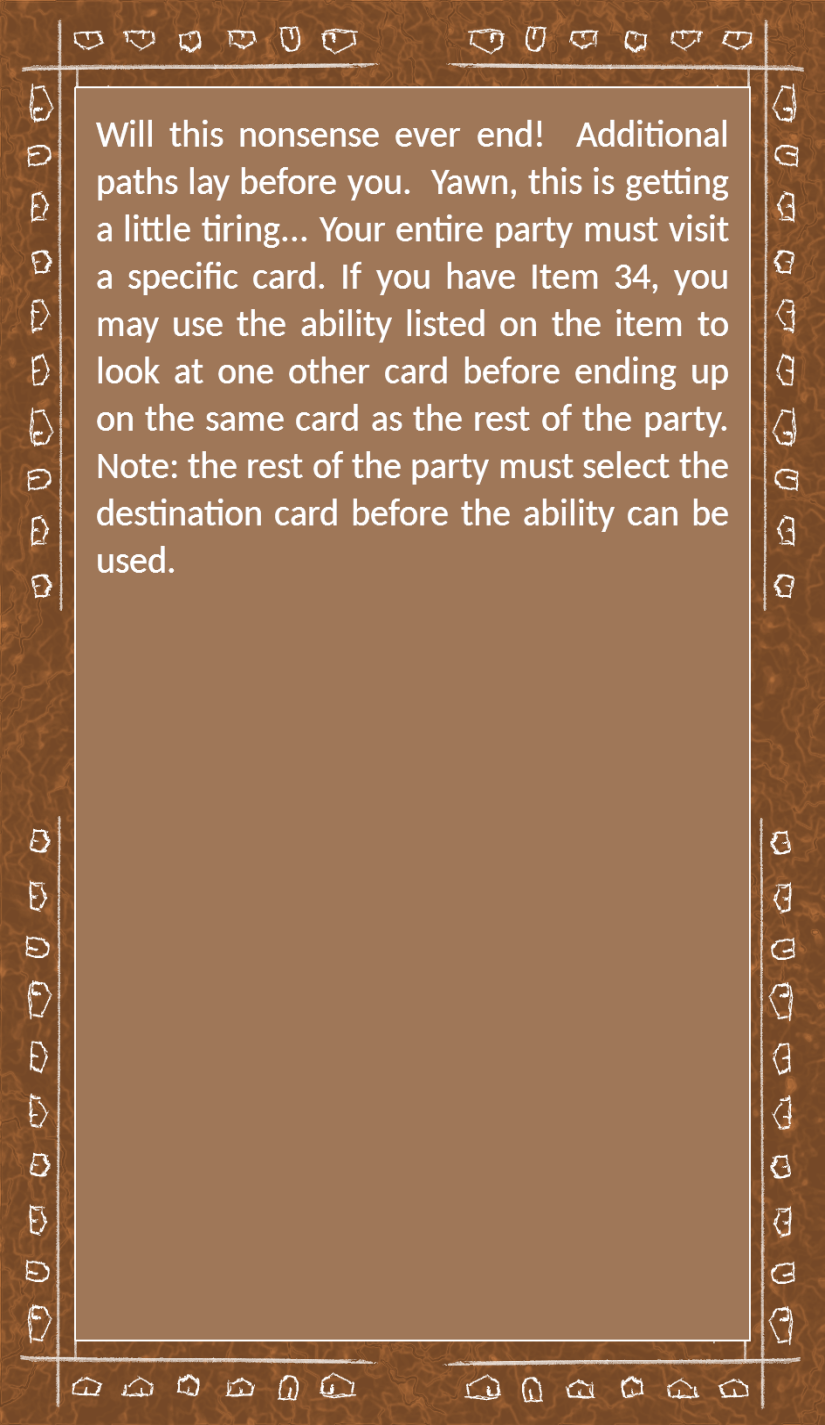 Will this nonsense ever end!  Additional
paths lay before you.  Yawn, this is getting
a little tiring... Your entire party must visit
a specific card. If you have Item 34, you
may use the ability listed on the item to
look at one other card before ending up
on the same card as the rest of the party.
Note: the rest of the party must select the
destination card before the ability can be
used.